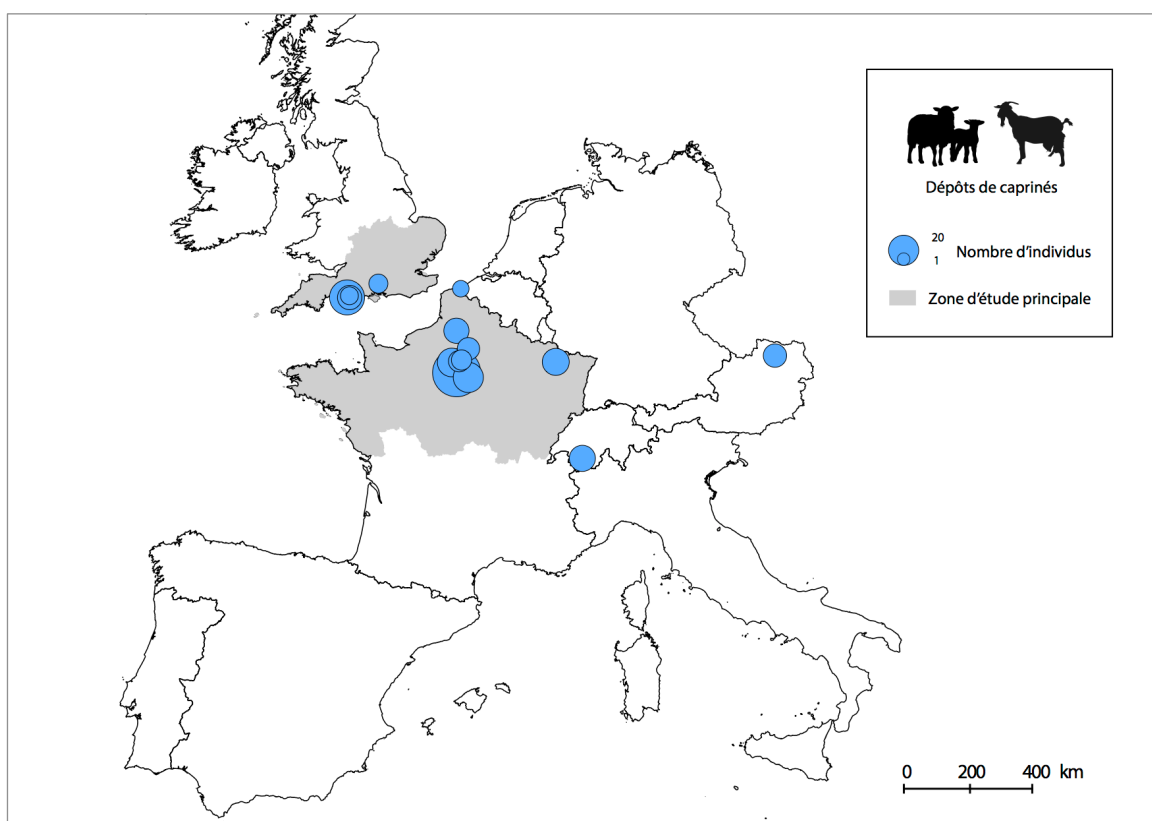 Dépôts de caprinés
20
1
Nombre d'individus
Zone d'étude principale
0 200 400 km